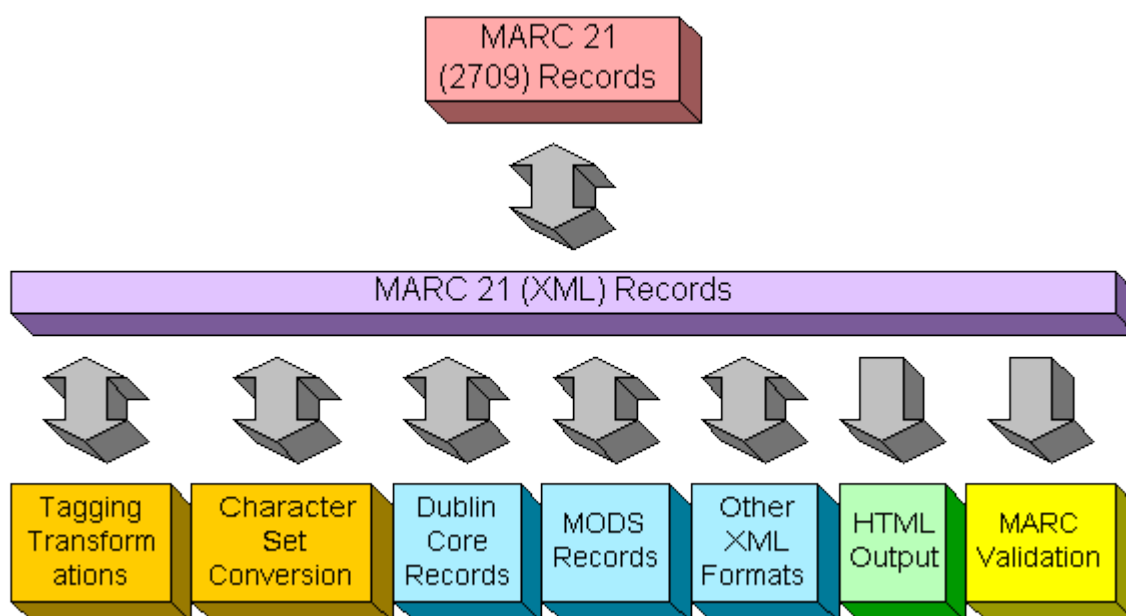 MARC 21
(2709) Records
MARC 21 (XML) Records
Tagging
Transform
ations
Character
Set
Conversion
Dublin
Core
Records
MODS
Records
Other
XML
Formats
HTML
Output
MARC
Validation